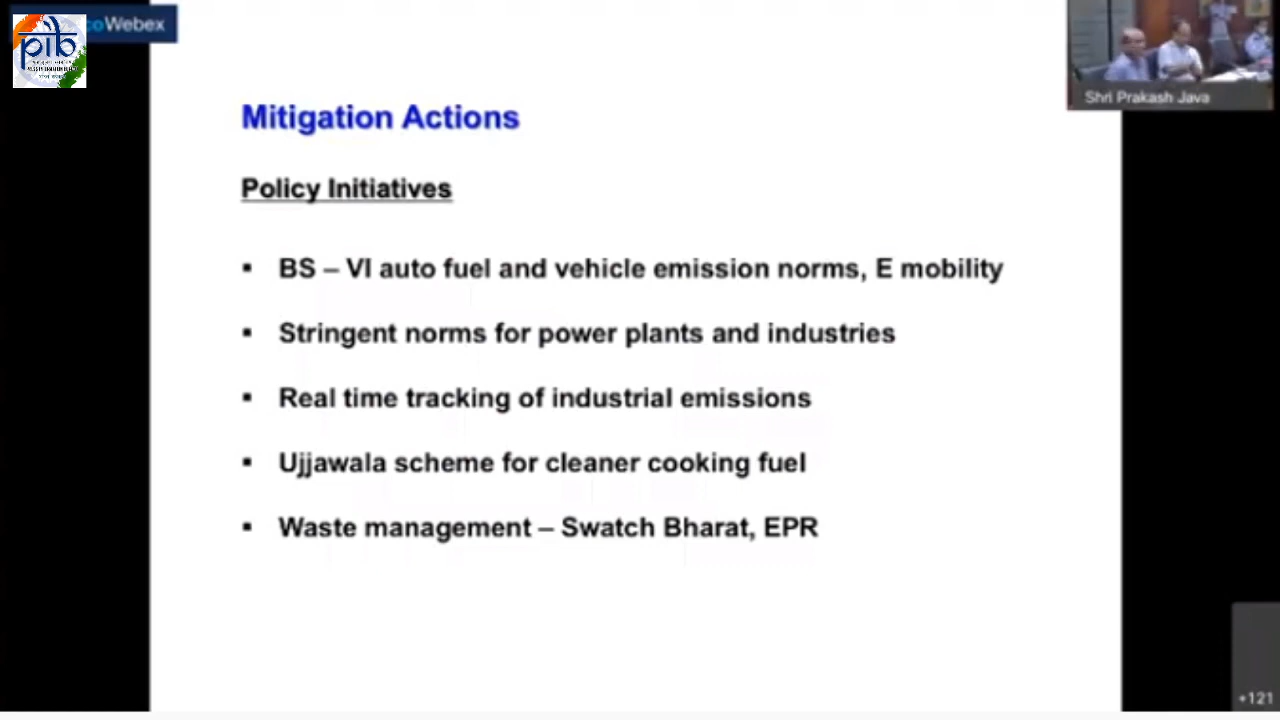 coWebex
pib
Shri Prakash Java
Mitigation Actions
Policy Initiatives
▪ BS – VI auto fuel and vehicle emission norms, E mobility
▪ Stringent norms for power plants and industries
▪ Real time tracking of industrial emissions
▪ Ujjawala scheme for cleaner cooking fuel
▪ Waste management – Swatch Bharat, EPR
+121